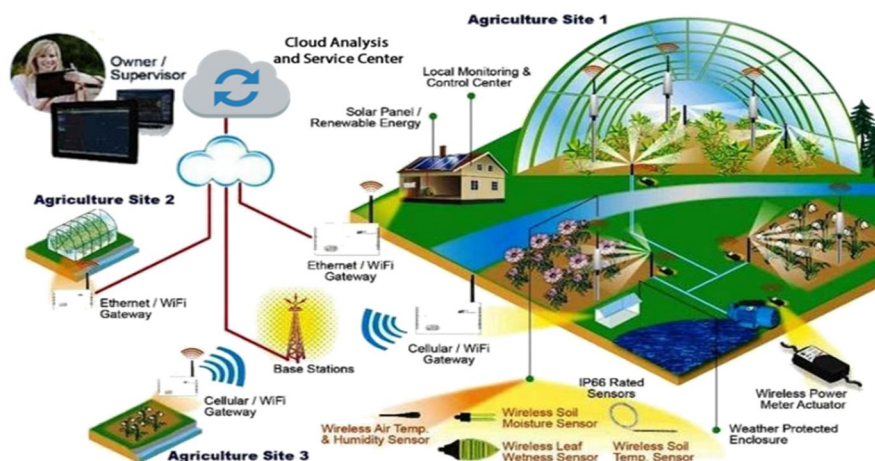 Agriculture Site 1
Owner /
Supervisor
Cloud Analysis
and Service Center
Local Monitoring &
Control Center
Solar Panel /
Renewable Energy
Agriculture Site 2
Ethernet / WiFi
Gateway
Ethernet / WiFi
Gateway
Cellular / WiFi
Gateway
Base Stations
Cellular / WiFi
Gateway
Agriculture Site 3
IP66 Rated
Sensors
Wireless Air Temp.
& Humidity Sensor
Wireless Soil
Moisture Sensor
Wireless Leaf
Wetness Sensor
Wireless Soil
Temp. Sensor
Wireless Power
Meter Actuator
Weather Protected
Enclosure